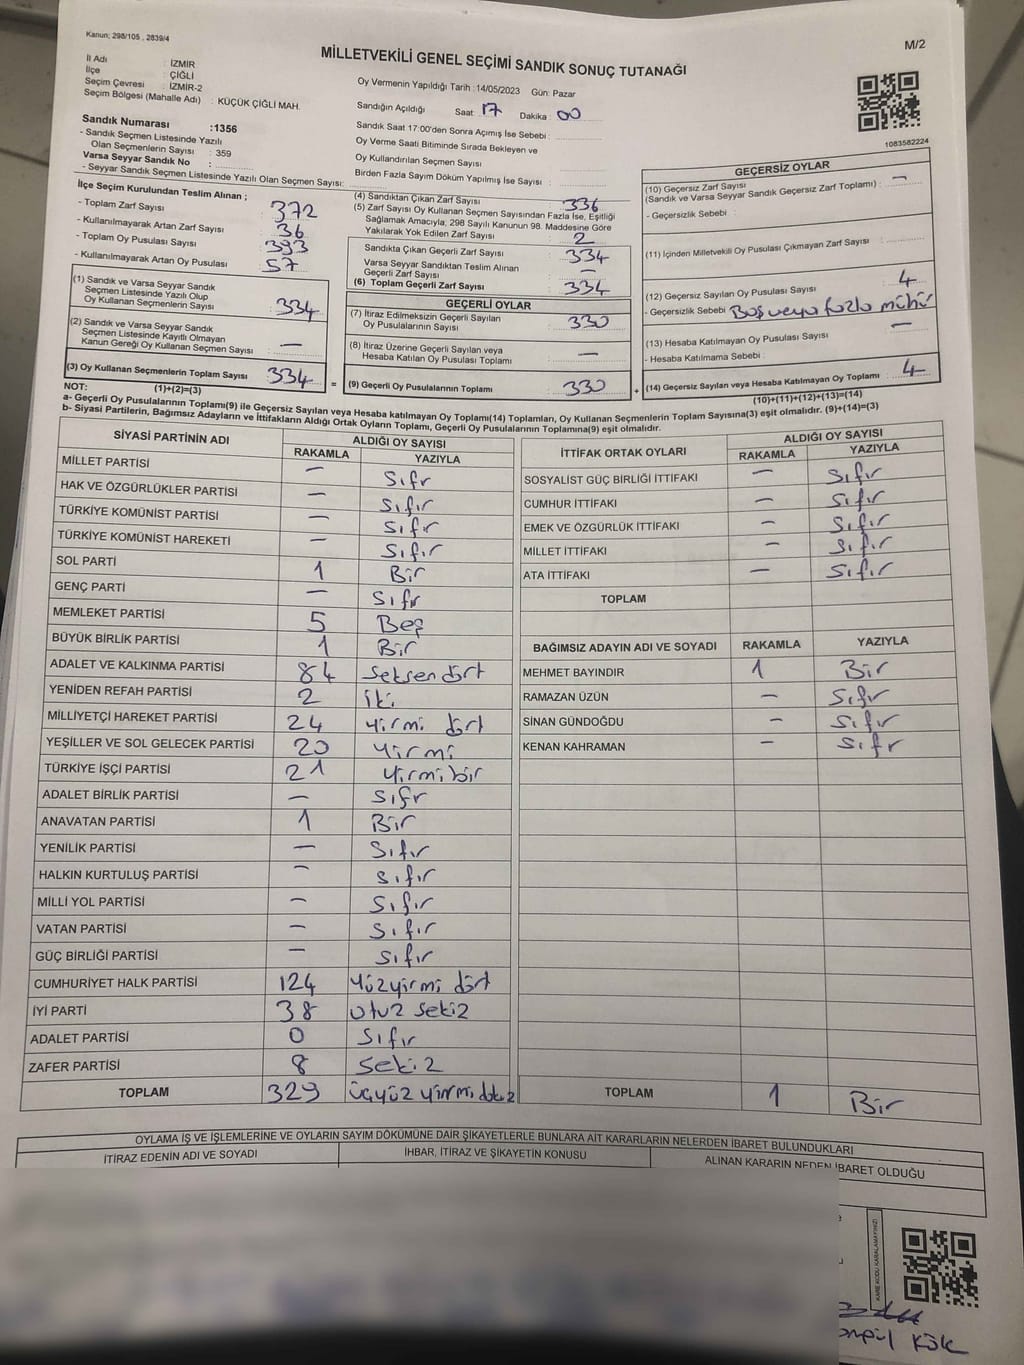 Kanun; 298/105 , 2839/4
M/2
MİLLETVEKİLİ GENEL SEÇİMİ SANDIK SONUÇ TUTANAĞI
İl Adı : İZMİR
İlçe : ÇİĞLİ
Seçim Çevresi : İZMİR-2
Seçim Bölgesi (Mahalle Adı) : KÜÇÜK ÇİĞLİ MAH.
Oy Vermenin Yapıldığı Tarih : 14/05/2023 Gün: Pazar
Sandığın Açıldığı Saat : 17 Dakika : 00
Sandık Saat 17:00'den Sonra Açımış İse Sebebi :
Oy Verme Saati Bitiminde Sırada Bekleyen ve
Oy Kullandırılan Seçmen Sayısı :
Birden Fazla Sayım Döküm Yapılmış İse Sayısı :
1083582224
Sandık Numarası :1356
- Sandık Seçmen Listesinde Yazılı
Olan Seçmenlerin Sayısı : 359
Varsa Seyyar Sandık No :
- Seyyar Sandık Seçmen Listesinde Yazılı Olan Seçmen Sayısı:
İlçe Seçim Kurulundan Teslim Alınan ;
- Toplam Zarf Sayısı : 372
- Kullanılmayarak Artan Zarf Sayısı : 36
- Toplam Oy Pusulası Sayısı : 393
- Kullanılmayarak Artan Oy Pusulası : 57
(1) Sandık ve Varsa Seyyar Sandık
Seçmen Listesinde Yazılı Olup
Oy Kullanan Seçmenlerin Sayısı : 334
(2) Sandık ve Varsa Seyyar Sandık
Seçmen Listesinde Kayıtlı Olmayan
Kanun Gereği Oy Kullanan Seçmen Sayısı : —
(3) Oy Kullanan Seçmenlerin Toplam Sayısı : 334
(4) Sandıktan Çıkan Zarf Sayısı : 336
(5) Zarf Sayısı Oy Kullanan Seçmen Sayısından Fazla İse, Eşitliği
Sağlamak Amacıyla; 298 Sayılı Kanunun 98. Maddesine Göre
Yakılarak Yok Edilen Zarf Sayısı : 2
Sandıkta Çıkan Geçerli Zarf Sayısı : 334
Varsa Seyyar Sandıktan Teslim Alınan
Geçerli Zarf Sayısı : —
(6) Toplam Geçerli Zarf Sayısı : 334
GEÇERLİ OYLAR
(7) İtiraz Edilmeksizin Geçerli Sayılan
Oy Pusulalarının Sayısı : 330
(8) İtiraz Üzerine Geçerli Sayılan veya
Hesaba Katılan Oy Pusulası Toplamı : —
= (9) Geçerli Oy Pusulalarının Toplamı : 330
GEÇERSİZ OYLAR
(10) Geçersiz Zarf Sayısı
(Sandık ve Varsa Seyyar Sandık Geçersiz Zarf Toplamı) : —
- Geçersizlik Sebebi :
(11) İçinden Milletvekili Oy Pusulası Çıkmayan Zarf Sayısı :
(12) Geçersiz Sayılan Oy Pusulası Sayısı : 4
- Geçersizlik Sebebi : Boş veya fazla mühür
(13) Hesaba Katılmayan Oy Pusulası Sayısı : —
- Hesaba Katılmama Sebebi :
+ (14) Geçersiz Sayılan veya Hesaba Katılmayan Oy Toplamı : 4
NOT: (1)+(2)=(3)
(10)+(11)+(12)+(13)=(14)
a- Geçerli Oy Pusulalarının Toplamı(9) ile Geçersiz Sayılan veya Hesaba katılmayan Oy Toplamı(14) Toplamları, Oy Kullanan Seçmenlerin Toplam Sayısına(3) eşit olmalıdır. (9)+(14)=(3)
b- Siyasi Partilerin, Bağımsız Adayların ve İttifakların Aldığı Ortak Oyların Toplamı, Geçerli Oy Pusulalarının Toplamına(9) eşit olmalıdır.
SİYASİ PARTİNİN ADI ALDIĞI OY SAYISI
RAKAMLA YAZIYLA
MİLLET PARTİSİ — Sıfır
HAK VE ÖZGÜRLÜKLER PARTİSİ — Sıfır
TÜRKİYE KOMÜNİST PARTİSİ — Sıfır
TÜRKİYE KOMÜNİST HAREKETİ — Sıfır
SOL PARTİ 1 Bir
GENÇ PARTİ — Sıfır
MEMLEKET PARTİSİ 5 Beş
BÜYÜK BİRLİK PARTİSİ 1 Bir
ADALET VE KALKINMA PARTİSİ 84 Seksen dört
YENİDEN REFAH PARTİSİ 2 İki
MİLLİYETÇİ HAREKET PARTİSİ 24 Yirmi dört
YEŞİLLER VE SOL GELECEK PARTİSİ 20 Yirmi
TÜRKİYE İŞÇİ PARTİSİ 21 Yirmi bir
ADALET BİRLİK PARTİSİ — Sıfır
ANAVATAN PARTİSİ 1 Bir
YENİLİK PARTİSİ — Sıfır
HALKIN KURTULUŞ PARTİSİ — Sıfır
MİLLİ YOL PARTİSİ — Sıfır
VATAN PARTİSİ — Sıfır
GÜÇ BİRLİĞİ PARTİSİ — Sıfır
CUMHURİYET HALK PARTİSİ 124 Yüzyirmi dört
İYİ PARTİ 38 Otuz sekiz
ADALET PARTİSİ 0 Sıfır
ZAFER PARTİSİ 8 Sekiz
TOPLAM 329 Üçyüz yirmi dokuz
İTTİFAK ORTAK OYLARI ALDIĞI OY SAYISI
RAKAMLA YAZIYLA
SOSYALİST GÜÇ BİRLİĞİ İTTİFAKI — Sıfır
CUMHUR İTTİFAKI — Sıfır
EMEK VE ÖZGÜRLÜK İTTİFAKI — Sıfır
MİLLET İTTİFAKI — Sıfır
ATA İTTİFAKI — Sıfır
TOPLAM
BAĞIMSIZ ADAYIN ADI VE SOYADI RAKAMLA YAZIYLA
MEHMET BAYINDIR 1 Bir
RAMAZAN ÜZÜN — Sıfır
SİNAN GÜNDOĞDU — Sıfır
KENAN KAHRAMAN — Sıfır
TOPLAM 1 Bir
OYLAMA İŞ VE İŞLEMLERİNE VE OYLARIN SAYIM DÖKÜMÜNE DAİR ŞİKAYETLERLE BUNLARA AİT KARARLARIN NELERDEN İBARET BULUNDUKLARI
İTİRAZ EDENİN ADI VE SOYADI İHBAR, İTİRAZ VE ŞİKAYETİN KONUSU ALINAN KARARIN NEDEN İBARET OLDUĞU
KARE KODU KARALAMAYINIZ!
Kök